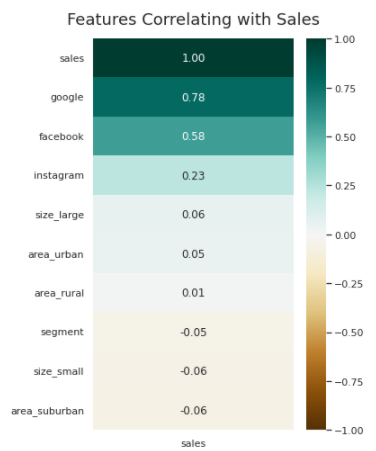 Features Correlating with Sales
sales 1.00
google 0.78
facebook 0.58
instagram 0.23
size_large 0.06
area_urban 0.05
area_rural 0.01
segment -0.05
size_small -0.06
area_suburban -0.06
sales
1.00
0.75
0.50
0.25
0.00
−0.25
−0.50
−0.75
−1.00